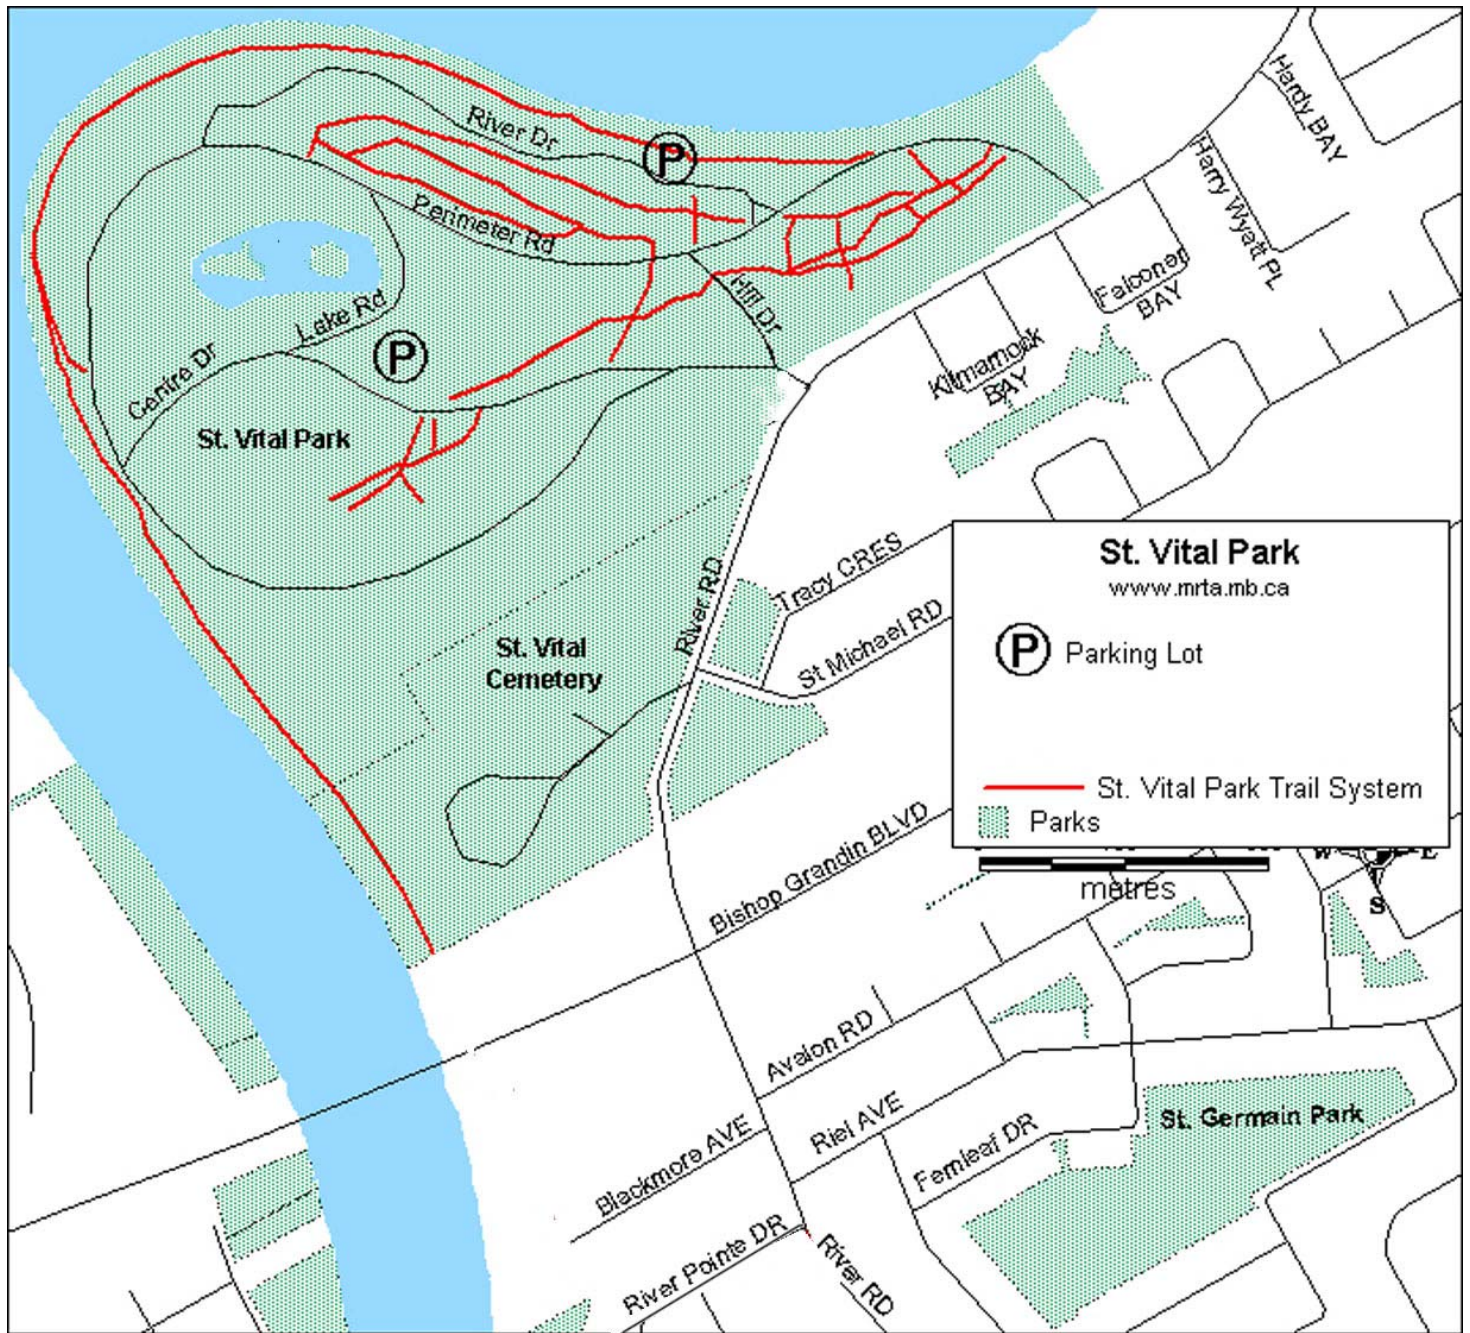 Hardy BAY
River Dr
P
Harry Wyatt PL
Perimeter Rd
Falconer
BAY
Hill Dr
Lake Rd
P
Centre Dr
Kilmarnock
BAY
St. Vital Park
Tracy CRES
River RD
St Michael RD
St. Vital
Cemetery
St. Vital Park
www.mrta.mb.ca
P Parking Lot
St. Vital Park Trail System
Parks
metres
W E
S
Bishop Grandin BLVD
Avalon RD
Riel AVE
St. Germain Park
Blackmore AVE
Fernleaf DR
River Pointe DR
River RD